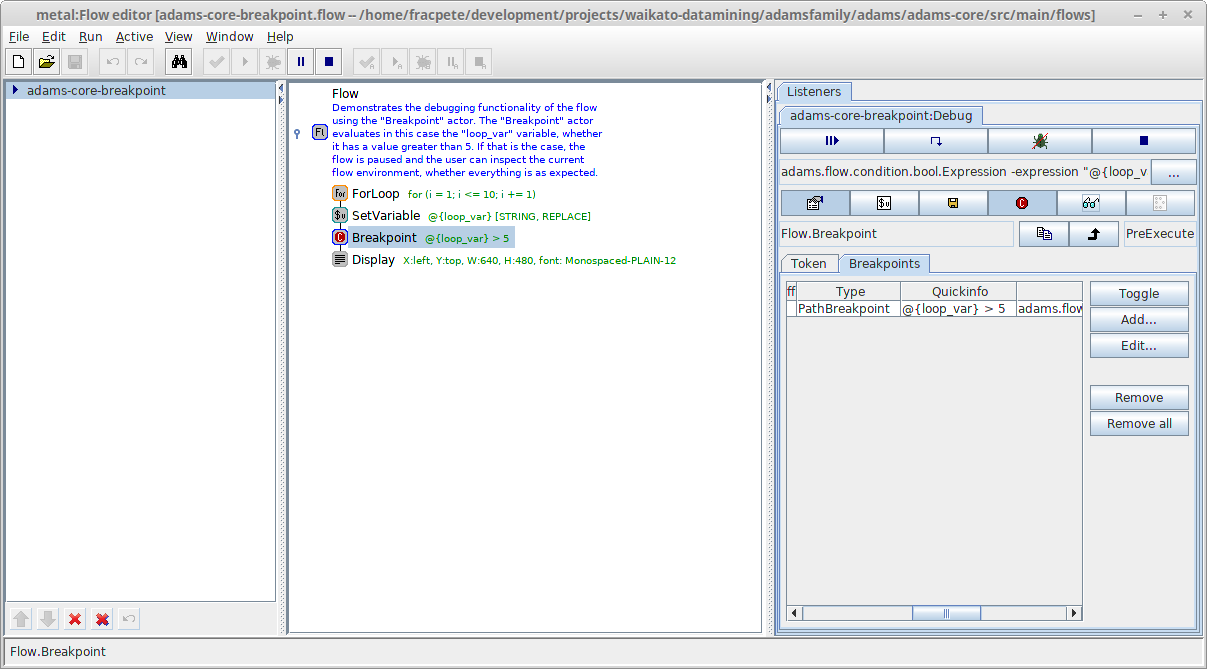 metal:Flow editor [adams-core-breakpoint.flow -- /home/fracpete/development/projects/waikato-datamining/adamsfamily/adams/adams-core/src/main/flows]
File Edit Run Active View Window Help
adams-core-breakpoint
Flow
Demonstrates the debugging functionality of the flow
using the "Breakpoint" actor. The "Breakpoint" actor
evaluates in this case the "loop_var" variable, whether
it has a value greater than 5. If that is the case, the
flow is paused and the user can inspect the current
flow environment, whether everything is as expected.
Fl
For ForLoop for (i = 1; i <= 10; i += 1)
$υ SetVariable @{loop_var} [STRING, REPLACE]
C Breakpoint @{loop_var} > 5
Display X:left, Y:top, W:640, H:480, font: Monospaced-PLAIN-12
Listeners
adams-core-breakpoint:Debug
adams.flow.condition.bool.Expression -expression "@{loop_v ...
$υ C
Flow.Breakpoint PreExecute
Token Breakpoints
ff Type Quickinfo
PathBreakpoint @{loop_var} > 5 adams.flow
Toggle
Add...
Edit...
Remove
Remove all
Flow.Breakpoint